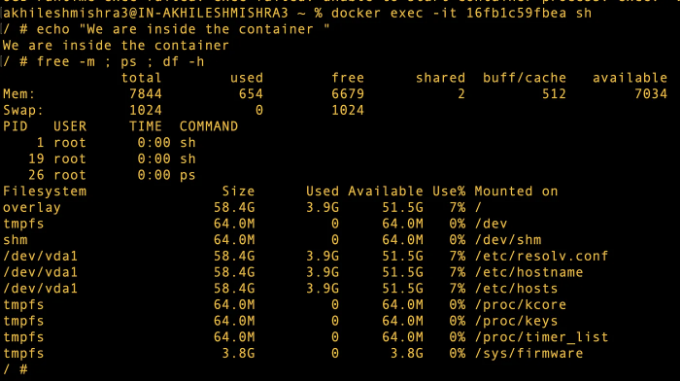 akhileshmishra3@IN-AKHILESHMISHRA3 ~ % docker exec -it 16fb1c59fbea sh
/ # echo "We are inside the container "
We are inside the container
/ # free -m ; ps ; df -h
total used free shared buff/cache available
Mem: 7844 654 6679 2 512 7034
Swap: 1024 0 1024
PID USER TIME COMMAND
1 root 0:00 sh
19 root 0:00 sh
26 root 0:00 ps
Filesystem Size Used Available Use% Mounted on
overlay 58.4G 3.9G 51.5G 7% /
tmpfs 64.0M 0 64.0M 0% /dev
shm 64.0M 0 64.0M 0% /dev/shm
/dev/vda1 58.4G 3.9G 51.5G 7% /etc/resolv.conf
/dev/vda1 58.4G 3.9G 51.5G 7% /etc/hostname
/dev/vda1 58.4G 3.9G 51.5G 7% /etc/hosts
tmpfs 64.0M 0 64.0M 0% /proc/kcore
tmpfs 64.0M 0 64.0M 0% /proc/keys
tmpfs 64.0M 0 64.0M 0% /proc/timer_list
tmpfs 3.8G 0 3.8G 0% /sys/firmware
/ #